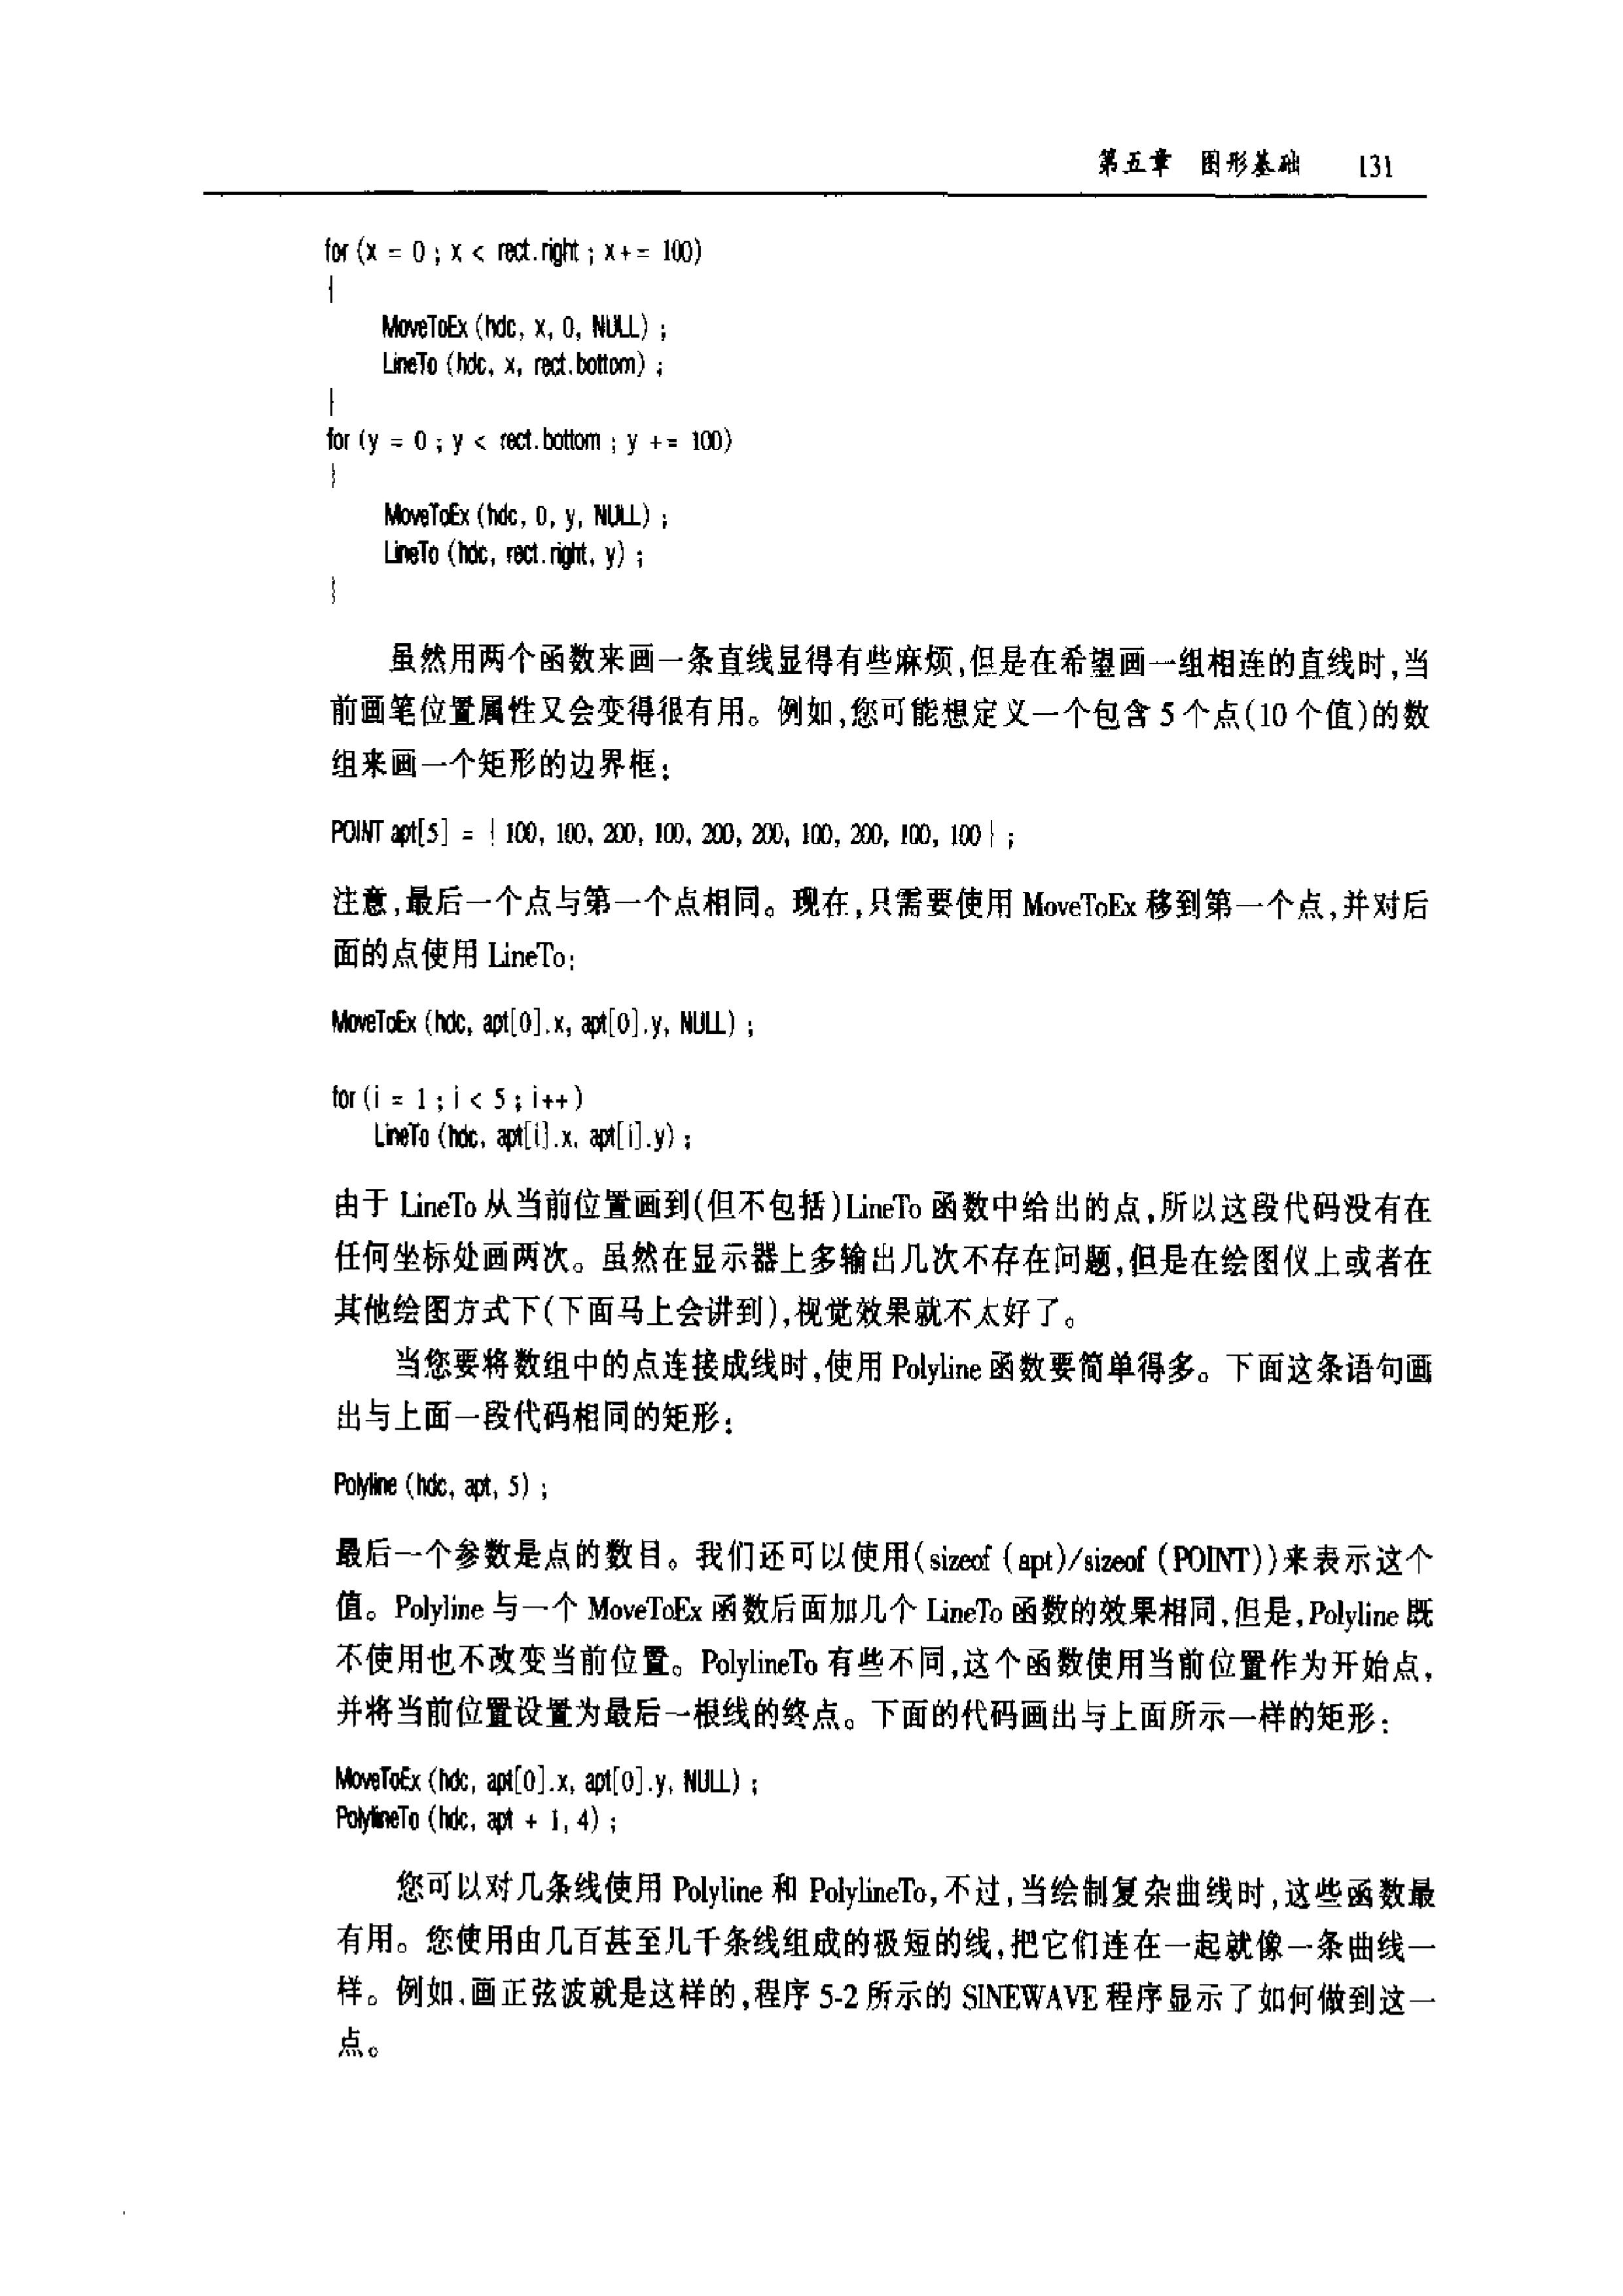 第五章 图形基础 131
for (x = 0 ; x < rect.right ; x += 100)
{
MoveToEx (hdc, x, 0, NULL) ;
LineTo (hdc, x, rect.bottom) ;
}
for (y = 0 ; y < rect.bottom ; y += 100)
{
MoveToEx (hdc, 0, y, NULL) ;
LineTo (hdc, rect.right, y) ;
}
虽然用两个函数来画一条直线显得有些麻烦,但是在希望画一组相连的直线时,当
前画笔位置属性又会变得很有用。例如,您可能想定义一个包含 5 个点(10 个值)的数
组来画一个矩形的边界框:
POINT apt[5] = { 100, 100, 200, 100, 200, 200, 100, 200, 100, 100 } ;
注意,最后一个点与第一个点相同。现在,只需要使用 MoveToEx 移到第一个点,并对后
面的点使用 LineTo:
MoveToEx (hdc, apt[0].x, apt[0].y, NULL) ;
for (i = 1 ; i < 5 ; i++)
LineTo (hdc, apt[i].x, apt[i].y) ;
由于 LineTo 从当前位置画到(但不包括)LineTo 函数中给出的点,所以这段代码没有在
任何坐标处画两次。虽然在显示器上多输出几次不存在问题,但是在绘图仪上或者在
其他绘图方式下(下面马上会讲到),视觉效果就不太好了。
当您要将数组中的点连接成线时,使用 Polyline 函数要简单得多。下面这条语句画
出与上面一段代码相同的矩形:
Polyline (hdc, apt, 5) ;
最后一个参数是点的数目。我们还可以使用(sizeof (apt)/sizeof (POINT))来表示这个
值。Polyline 与一个 MoveToEx 函数后面加几个 LineTo 函数的效果相同,但是,Polyline 既
不使用也不改变当前位置。PolylineTo 有些不同,这个函数使用当前位置作为开始点,
并将当前位置设置为最后一根线的终点。下面的代码画出与上面所示一样的矩形:
MoveToEx (hdc, apt[0].x, apt[0].y, NULL) ;
PolylineTo (hdc, apt + 1, 4) ;
您可以对几条线使用 Polyline 和 PolylineTo,不过,当绘制复杂曲线时,这些函数最
有用。您使用由几百甚至几千条线组成的极短的线,把它们连在一起就像一条曲线一
样。例如,画正弦波就是这样的,程序 5-2 所示的 SINEWAVE 程序显示了如何做到这一
点。